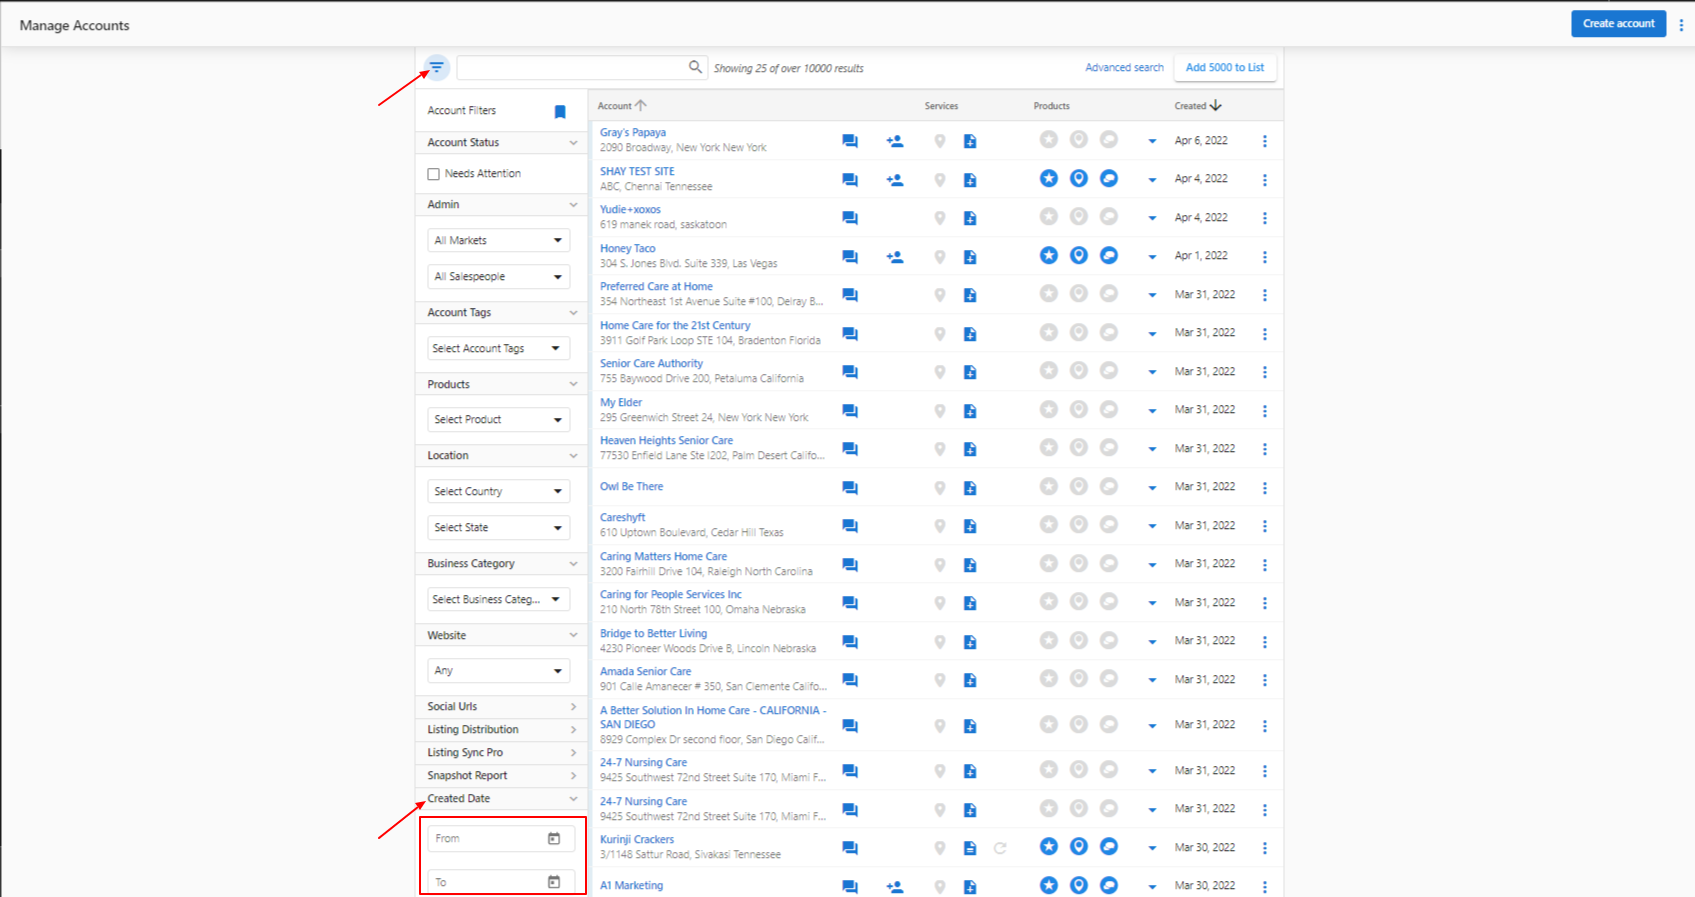 Manage Accounts
Create account
Showing 25 of over 10000 results
Advanced search
Add 5000 to List
Account Filters
Account Status
Needs Attention
Admin
All Markets
All Salespeople
Account Tags
Select Account Tags
Products
Select Product
Location
Select Country
Select State
Business Category
Select Business Categ...
Website
Any
Social Urls
Listing Distribution
Listing Sync Pro
Snapshot Report
Created Date
From
To
Account Services Products Created
Gray's Papaya
2090 Broadway, New York New York
Apr 6, 2022
SHAY TEST SITE
ABC, Chennai Tennessee
Apr 4, 2022
Yudie+xoxos
619 manek road, saskatoon
Apr 4, 2022
Honey Taco
304 S. Jones Blvd. Suite 339, Las Vegas
Apr 1, 2022
Preferred Care at Home
354 Northeast 1st Avenue Suite #100, Delray B...
Mar 31, 2022
Home Care for the 21st Century
3911 Golf Park Loop STE 104, Bradenton Florida
Mar 31, 2022
Senior Care Authority
755 Baywood Drive 200, Petaluma California
Mar 31, 2022
My Elder
295 Greenwich Street 24, New York New York
Mar 31, 2022
Heaven Heights Senior Care
77530 Enfield Lane Ste I202, Palm Desert Califo...
Mar 31, 2022
Owl Be There
Mar 31, 2022
Careshyft
610 Uptown Boulevard, Cedar Hill Texas
Mar 31, 2022
Caring Matters Home Care
3200 Fairhill Drive 104, Raleigh North Carolina
Mar 31, 2022
Caring for People Services Inc
210 North 78th Street 100, Omaha Nebraska
Mar 31, 2022
Bridge to Better Living
4230 Pioneer Woods Drive B, Lincoln Nebraska
Mar 31, 2022
Amada Senior Care
901 Calle Amanecer # 350, San Clemente Califo...
Mar 31, 2022
A Better Solution In Home Care - CALIFORNIA -
SAN DIEGO
8929 Complex Dr second floor, San Diego Calif...
Mar 31, 2022
24-7 Nursing Care
9425 Southwest 72nd Street Suite 170, Miami F...
Mar 31, 2022
24-7 Nursing Care
9425 Southwest 72nd Street Suite 170, Miami F...
Mar 31, 2022
Kurinji Crackers
3/1148 Sattur Road, Sivakasi Tennessee
Mar 30, 2022
A1 Marketing
Mar 30, 2022